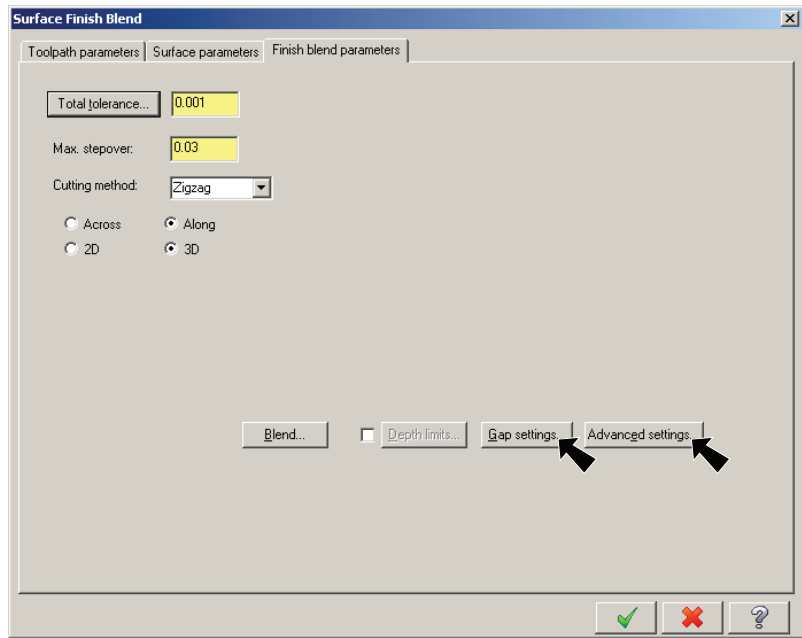 Surface Finish Blend
Toolpath parameters Surface parameters Finish blend parameters
Total tolerance... 0.001
Max. stepover: 0.03
Cutting method: Zigzag
Across Along
2D 3D
Blend... Depth limits... Gap settings.. Advanced settings.